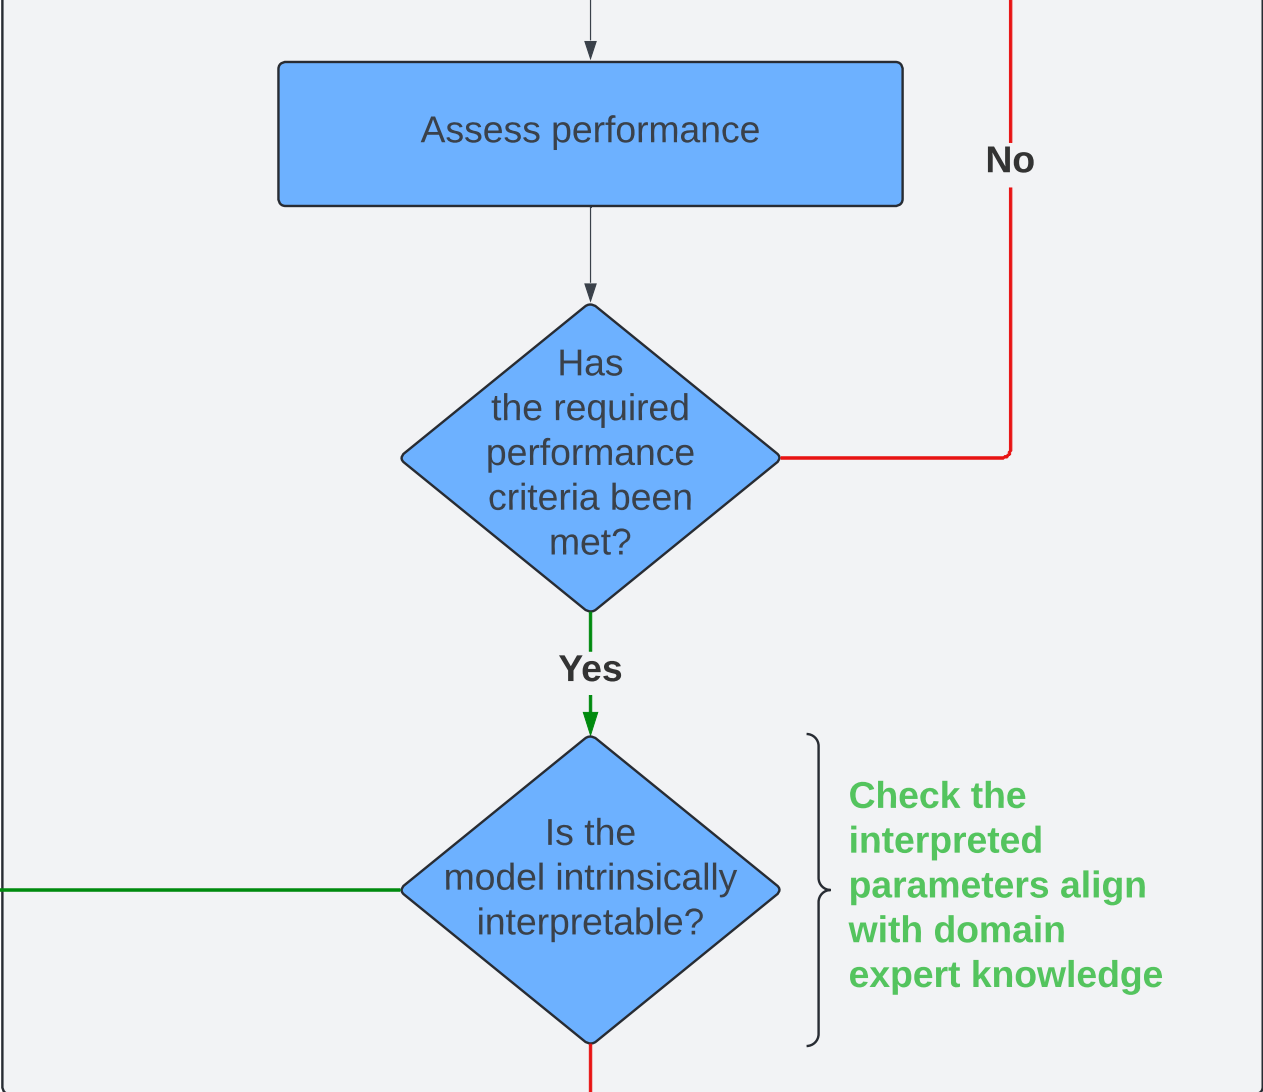 Assess performance
No
Has
the required
performance
criteria been
met?
Yes
Is the
model intrinsically
interpretable?
Check the
interpreted
parameters align
with domain
expert knowledge